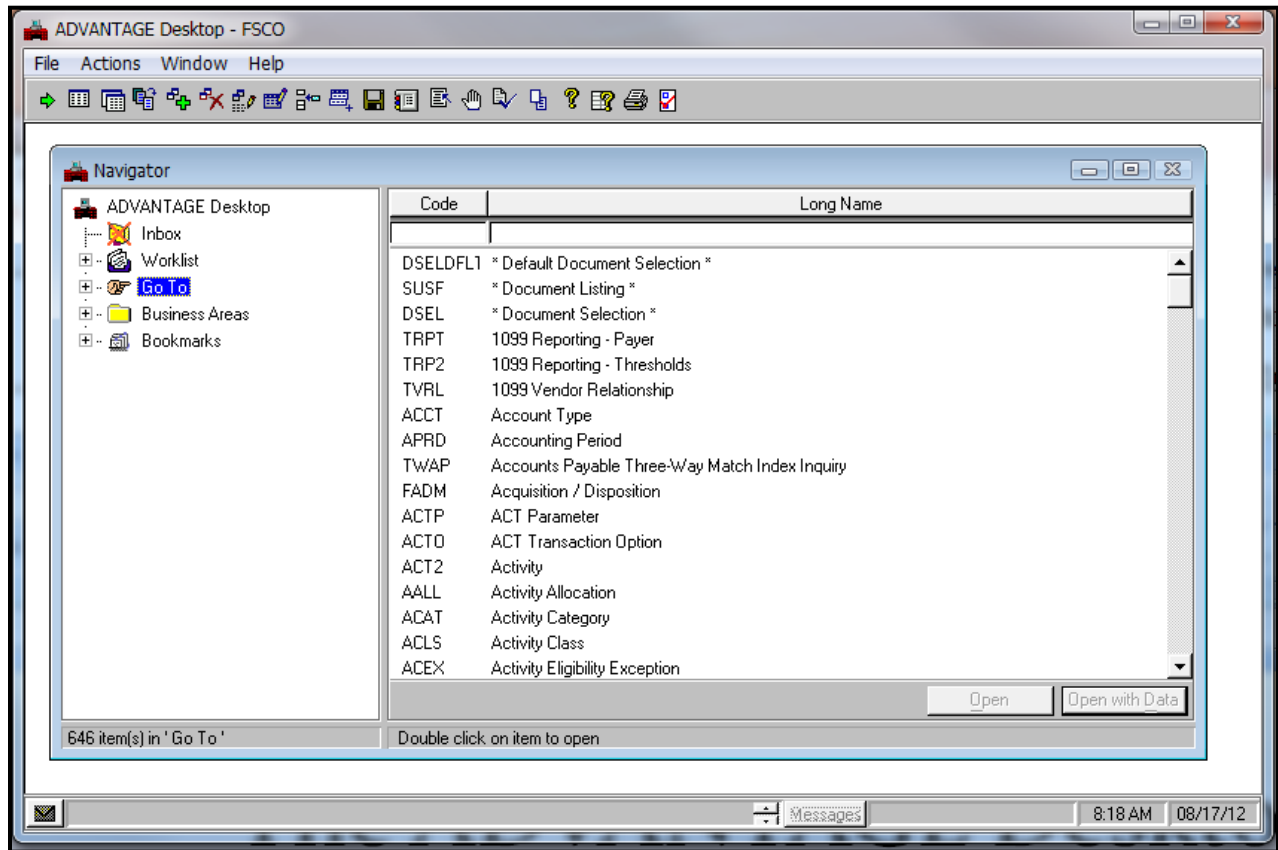 ADVANTAGE Desktop - FSCO
File Actions Window Help
Navigator
ADVANTAGE Desktop
Inbox
Worklist
Go To
Business Areas
Bookmarks
Code Long Name
DSELDFLT * Default Document Selection *
SUSF * Document Listing *
DSEL * Document Selection *
TRPT 1099 Reporting - Payer
TRP2 1099 Reporting - Thresholds
TVRL 1099 Vendor Relationship
ACCT Account Type
APRD Accounting Period
TWAP Accounts Payable Three-Way Match Index Inquiry
FADM Acquisition / Disposition
ACTP ACT Parameter
ACTO ACT Transaction Option
ACT2 Activity
AALL Activity Allocation
ACAT Activity Category
ACLS Activity Class
ACEX Activity Eligibility Exception
Open Open with Data
646 item(s) in ' Go To ' Double click on item to open
Messages 8:18 AM 08/17/12